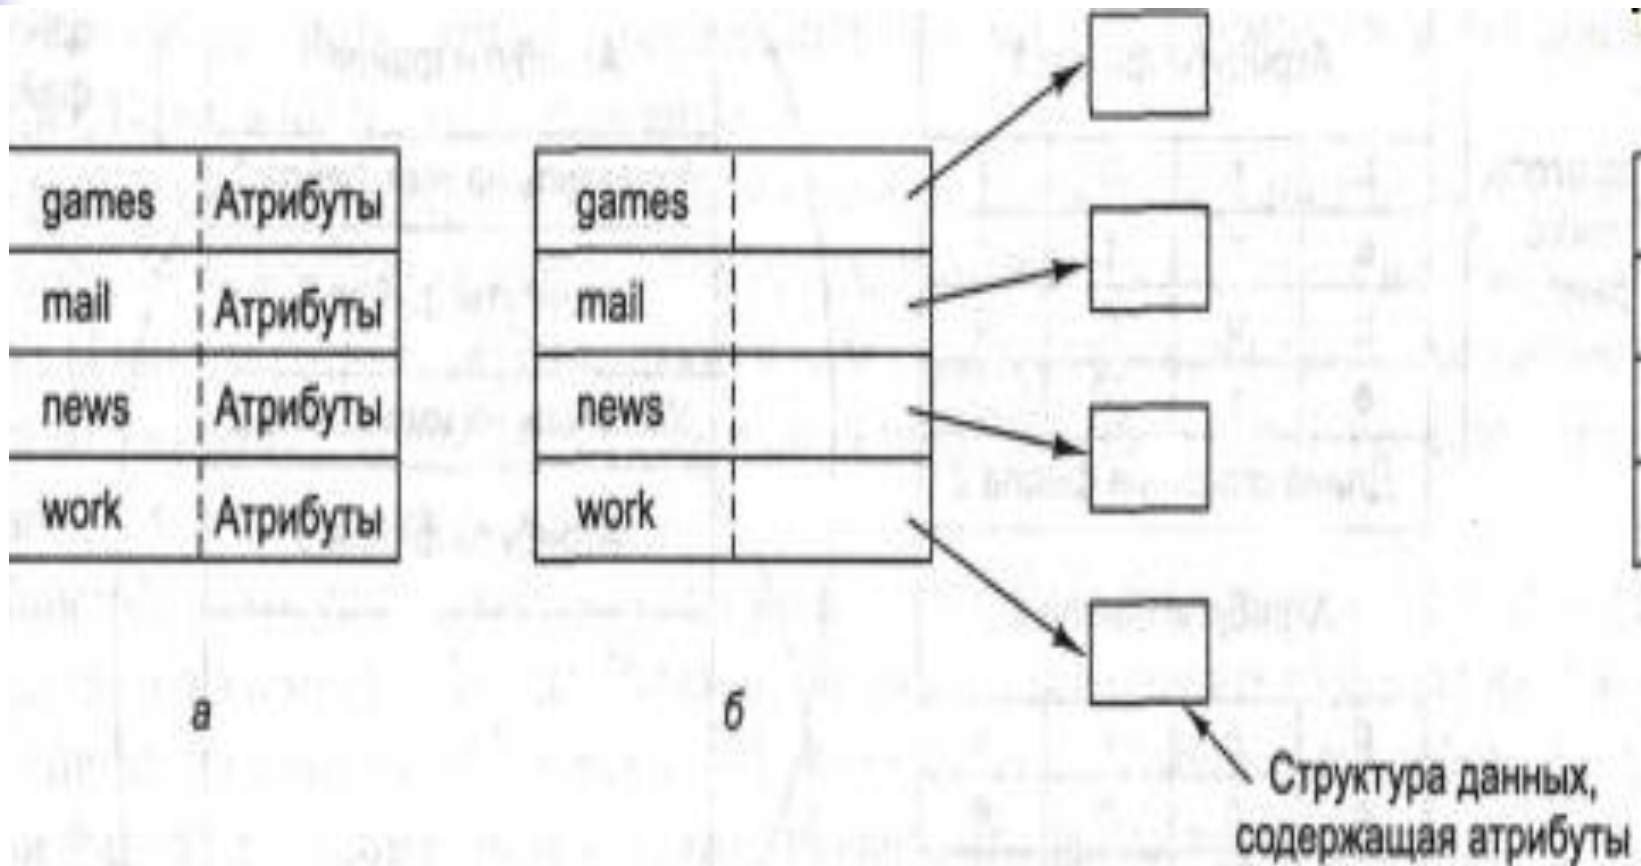 games Атрибуты
mail Атрибуты
news Атрибуты
work Атрибуты
а
games
mail
news
work
б
Структура данных,
содержащая атрибуты